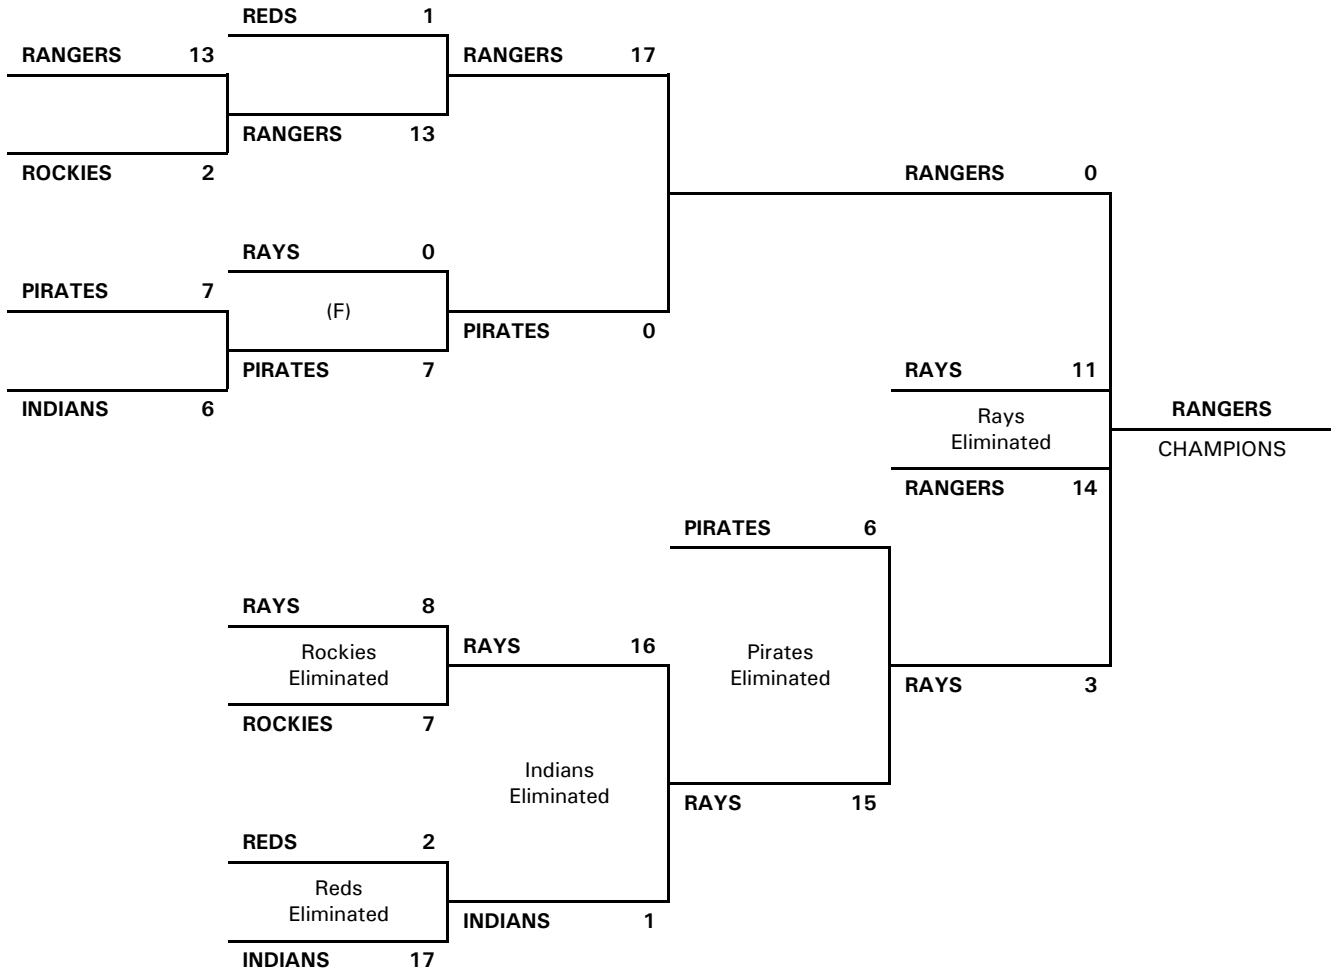 REDS 1
RANGERS 13
RANGERS 17
RANGERS 13
ROCKIES 2
RANGERS 0
RAYS 0
PIRATES 7
(F)
PIRATES 0
PIRATES 7
RAYS 11
INDIANS 6
Rays
Eliminated
RANGERS
CHAMPIONS
RANGERS 14
PIRATES 6
RAYS 8
Rockies
Eliminated
RAYS 16
Pirates
Eliminated
RAYS 3
ROCKIES 7
Indians
Eliminated
RAYS 15
REDS 2
Reds
Eliminated
INDIANS 1
INDIANS 17